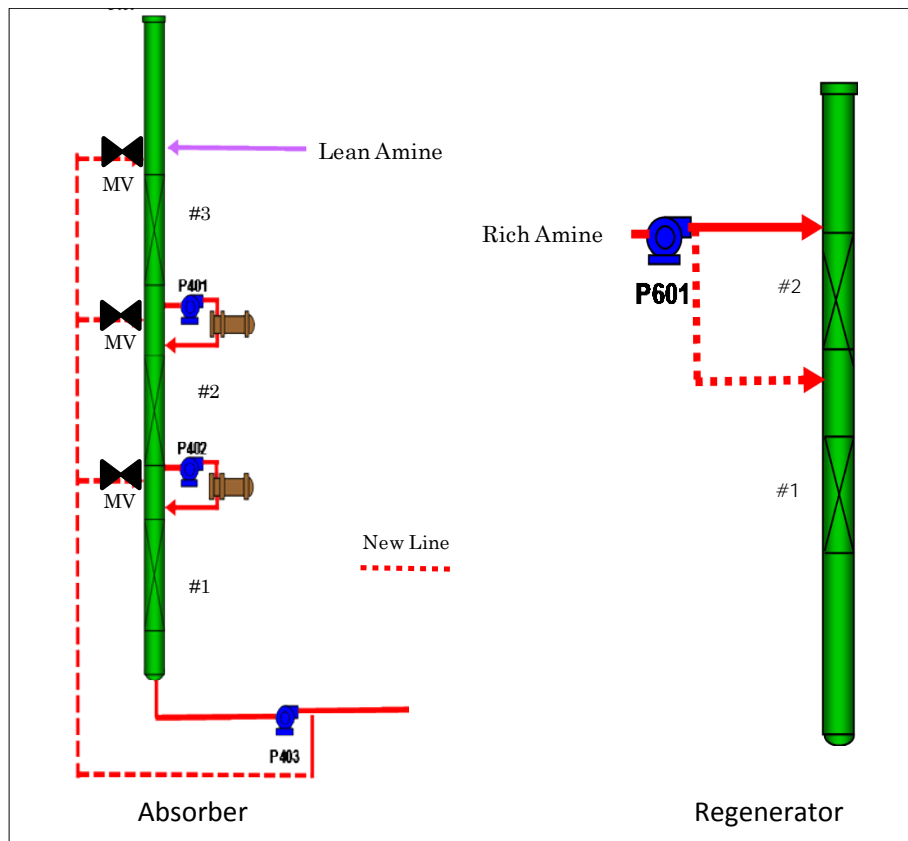 Lean Amine
MV
#3
Rich Amine
P401
P601
#2
MV
#2
P402
MV
#1
New Line
#1
P403
Absorber
Regenerator